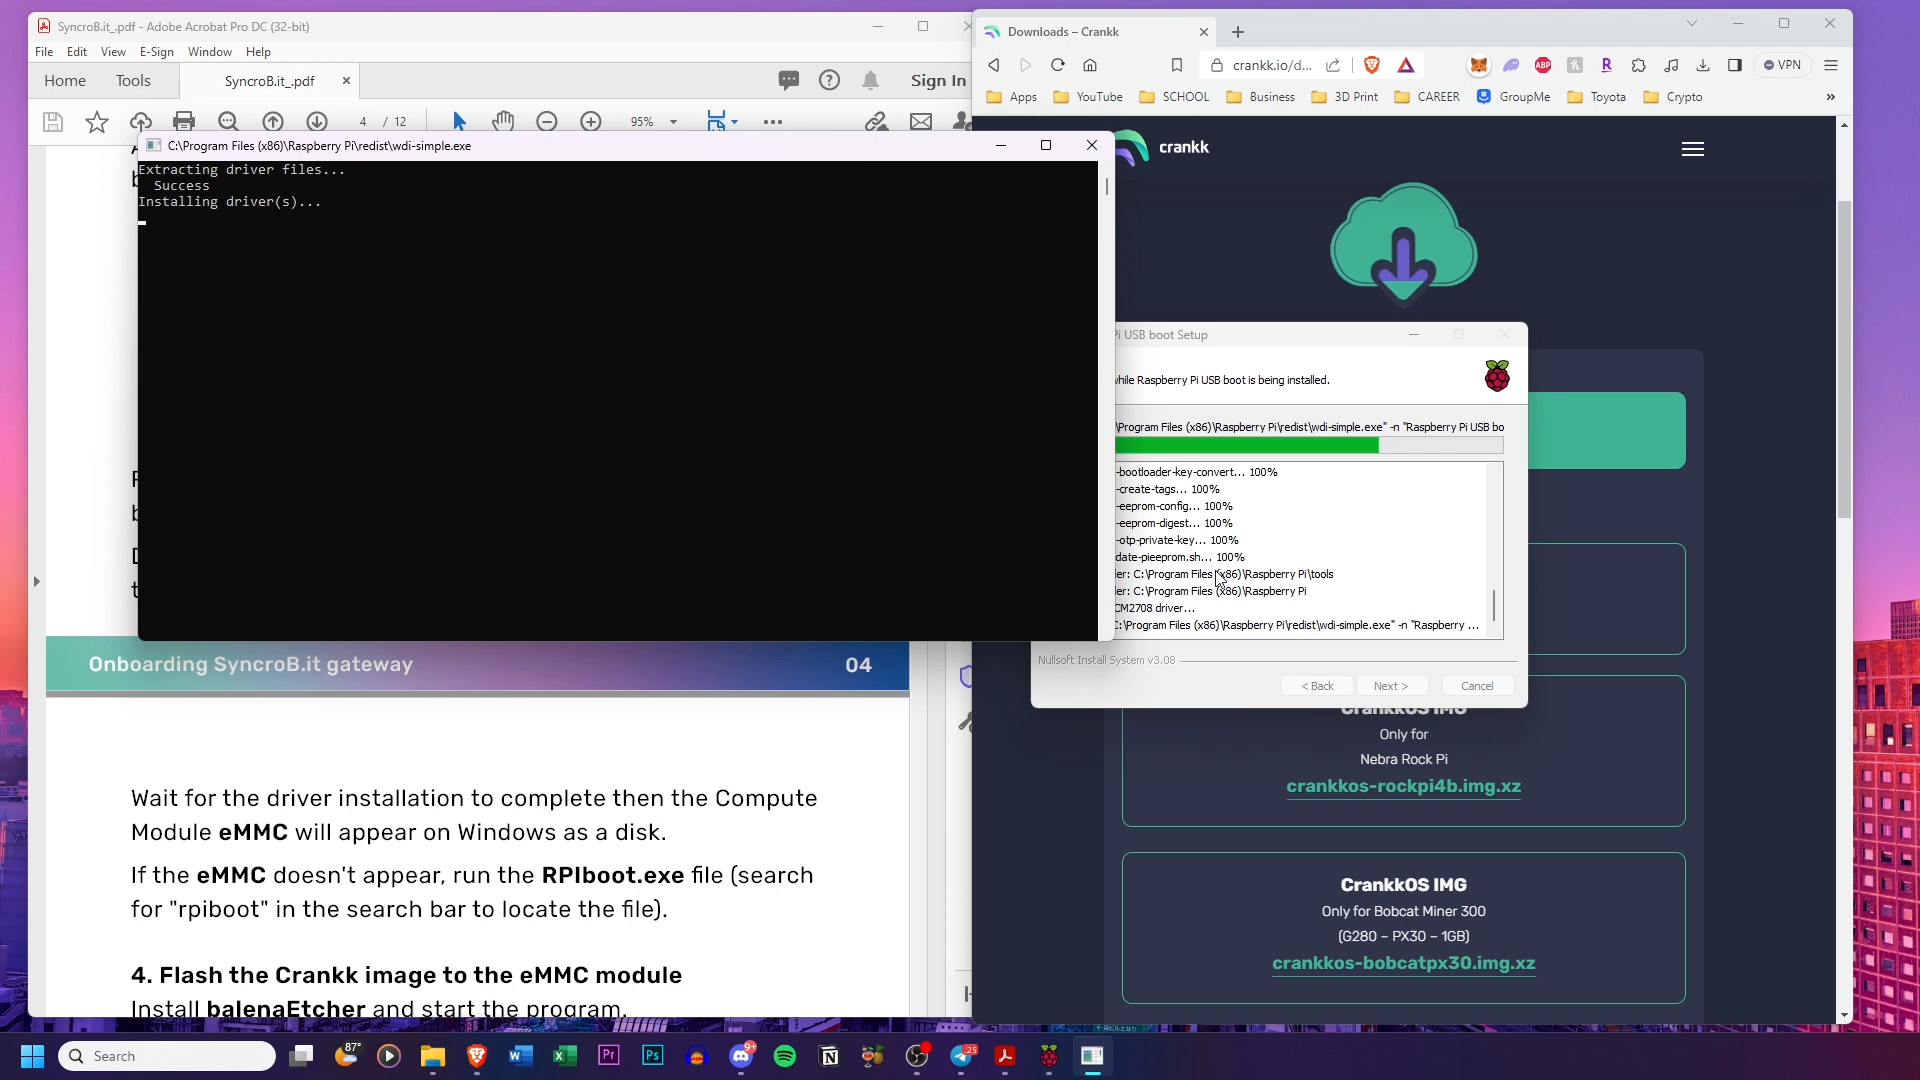 SyncroB.it_.pdf - Adobe Acrobat Pro DC (32-bit)
File Edit View E-Sign Window Help
Home Tools SyncroB.it_.pdf Sign In
4 / 12 95%
C:\Program Files (x86)\Raspberry Pi\redist\wdi-simple.exe
Extracting driver files...
Success
Installing driver(s)...
Onboarding SyncroB.it gateway 04
Wait for the driver installation to complete then the Compute
Module eMMC will appear on Windows as a disk.
If the eMMC doesn't appear, run the RPIboot.exe file (search
for "rpiboot" in the search bar to locate the file).
4. Flash the Crankk image to the eMMC module
Install balenaEtcher and start the program.
Downloads – Crankk
crankk.io/d... VPN
Apps YouTube SCHOOL Business 3D Print CAREER GroupMe Toyota Crypto »
crankk
Pi USB boot Setup
while Raspberry Pi USB boot is being installed.
\Program Files (x86)\Raspberry Pi\redist\wdi-simple.exe" -n "Raspberry Pi USB bo
-bootloader-key-convert... 100%
-create-tags... 100%
-eeprom-config... 100%
-eeprom-digest... 100%
-otp-private-key... 100%
date-pieeprom.sh... 100%
er: C:\Program Files (x86)\Raspberry Pi\tools
er: C:\Program Files (x86)\Raspberry Pi
CM2708 driver...
C:\Program Files (x86)\Raspberry Pi\redist\wdi-simple.exe" -n "Raspberry ...
Nullsoft Install System v3.08
< Back Next > Cancel
CrankkOS IMG
Only for
Nebra Rock Pi
crankkos-rockpi4b.img.xz
CrankkOS IMG
Only for Bobcat Miner 300
(G280 – PX30 – 1GB)
crankkos-bobcatpx30.img.xz
Search
87°
9+
25